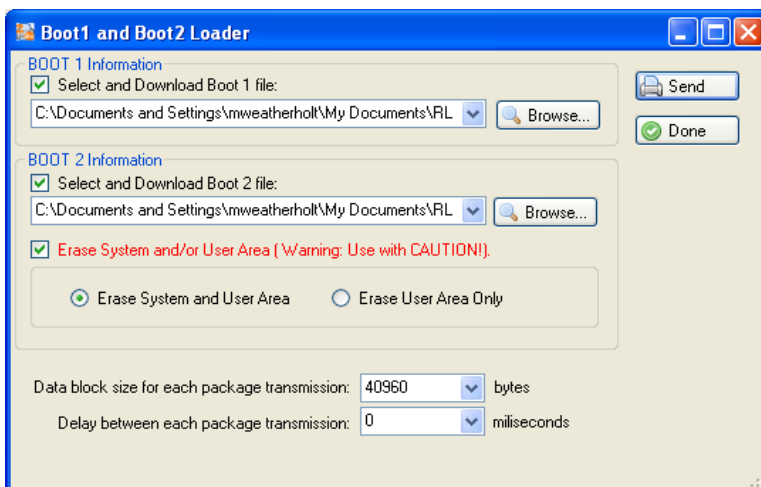 Boot1 and Boot2 Loader
BOOT 1 Information
Select and Download Boot 1 file:
C:\Documents and Settings\mweatherholt\My Documents\RL
Browse...
Send
Done
BOOT 2 Information
Select and Download Boot 2 file:
C:\Documents and Settings\mweatherholt\My Documents\RL
Browse...
Erase System and/or User Area ( Warning: Use with CAUTION!).
Erase System and User Area
Erase User Area Only
Data block size for each package transmission: 40960 bytes
Delay between each package transmission: 0 miliseconds